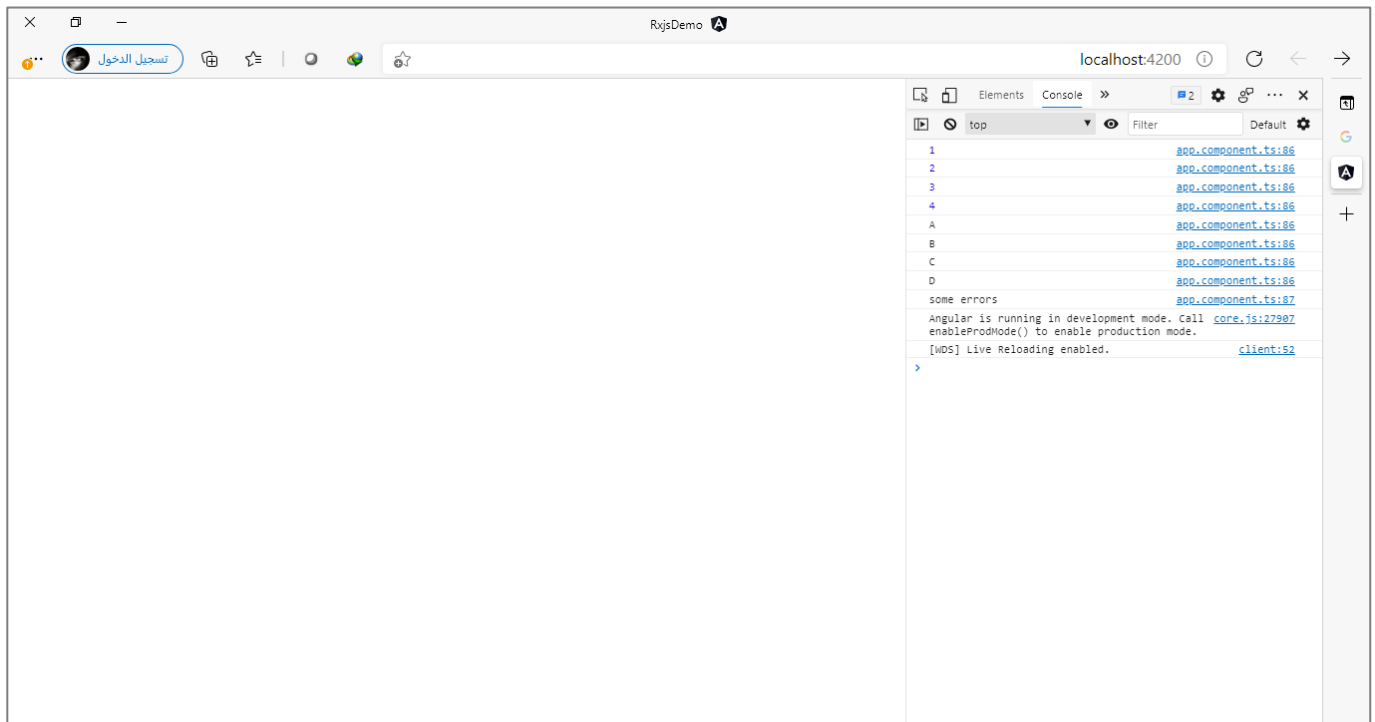 RxjsDemo
تسجيل الدخول
localhost:4200
Elements Console » 2
top Filter Default
1 app.component.ts:86
2 app.component.ts:86
3 app.component.ts:86
4 app.component.ts:86
A app.component.ts:86
B app.component.ts:86
C app.component.ts:86
D app.component.ts:86
some errors app.component.ts:87
Angular is running in development mode. Call core.js:27907
enableProdMode() to enable production mode.
[WDS] Live Reloading enabled. client:52